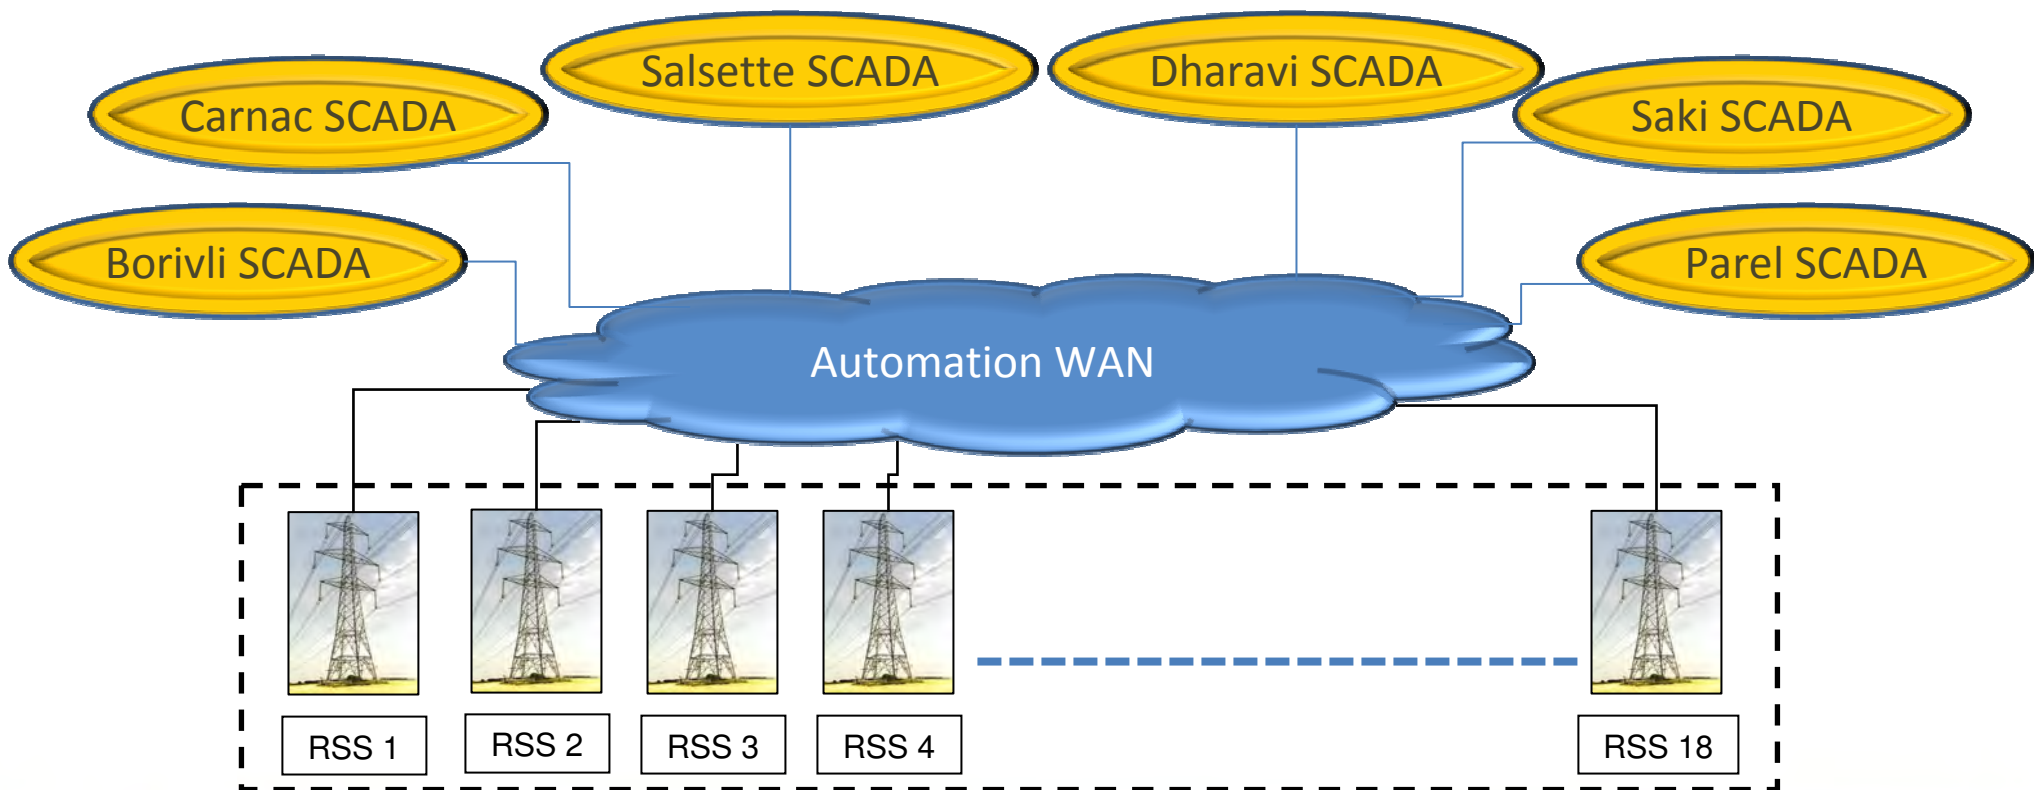 Salsette SCADA
Dharavi SCADA
Carnac SCADA
Saki SCADA
Borivli SCADA
Parel SCADA
Automation WAN
RSS 1
RSS 2
RSS 3
RSS 4
RSS 18